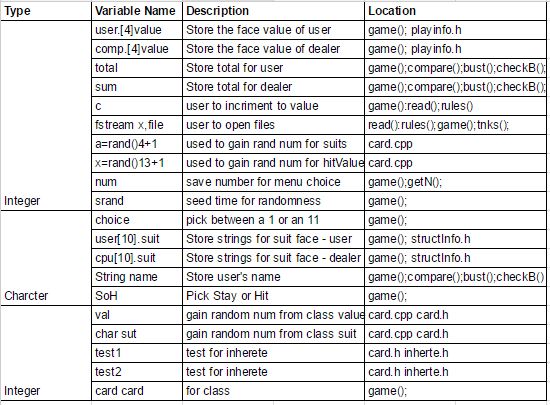 Type Variable Name Description Location
user.[4]value Store the face value of user game(); playinfo.h
comp.[4]value Store the face value of dealer game(); playinfo.h
total Store total for user game();compare();bust();checkB();
sum Store total for dealer game();compare();bust();checkB();
c user to incriment to value game():read();rules()
fstream x,file user to open files read():rules();game();tnks();
a=rand()4+1 used to gain rand num for suits card.cpp
x=rand()13+1 used to gain rand num for hitValue card.cpp
num save number for menu choice game();getN();
Integer srand seed time for randomness game();
choice pick between a 1 or an 11 game();
user[10].suit Store strings for suit face - user game(); structInfo.h
cpu[10].suit Store strings for suit face - dealer game(); structInfo.h
String name Store user's name game();compare();bust();checkB()
Charcter SoH Pick Stay or Hit game();
val gain random num from class value card.cpp card.h
char sut gain random num from class suit card.cpp card.h
test1 test for inherete card.h inherte.h
test2 test for inherete card.h inherte.h
Integer card card for class game();